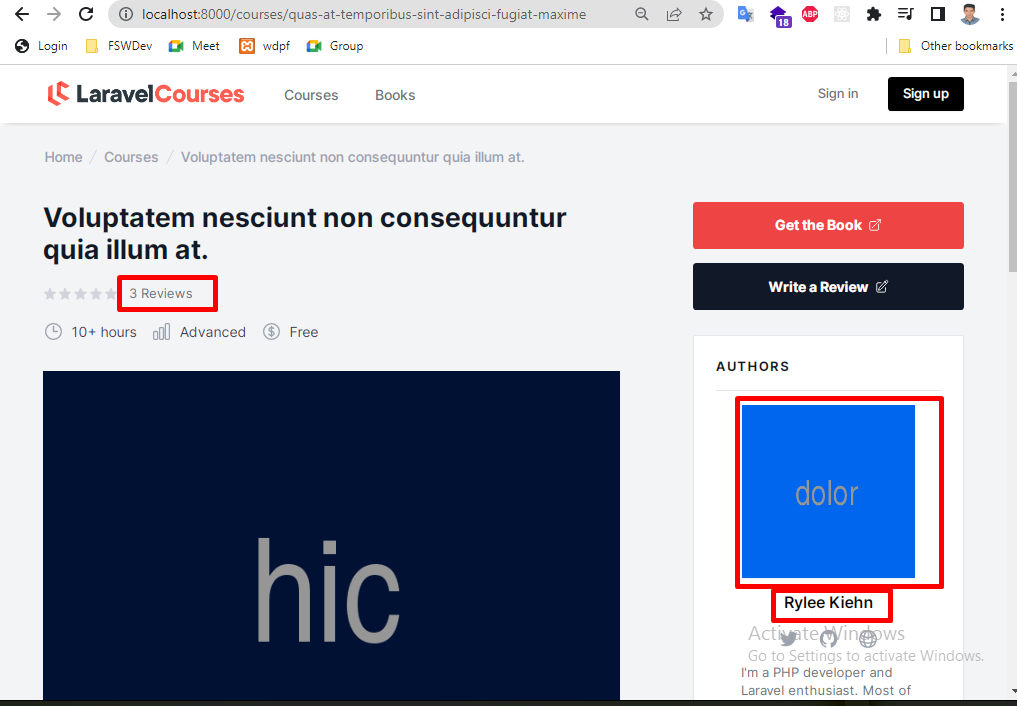 localhost:8000/courses/quas-at-temporibus-sint-adipisci-fugiat-maxime
18
ABP
Login
FSWDev
Meet
wdpf
Group
Other bookmarks
LaravelCourses
Courses
Books
Sign in
Sign up
Home / Courses / Voluptatem nesciunt non consequuntur quia illum at.
Voluptatem nesciunt non consequuntur
quia illum at.
3 Reviews
10+ hours
Advanced
Free
hic
Get the Book
Write a Review
AUTHORS
dolor
Rylee Kiehn
Activate Windows
Go to Settings to activate Windows.
I'm a PHP developer and
Laravel enthusiast. Most of